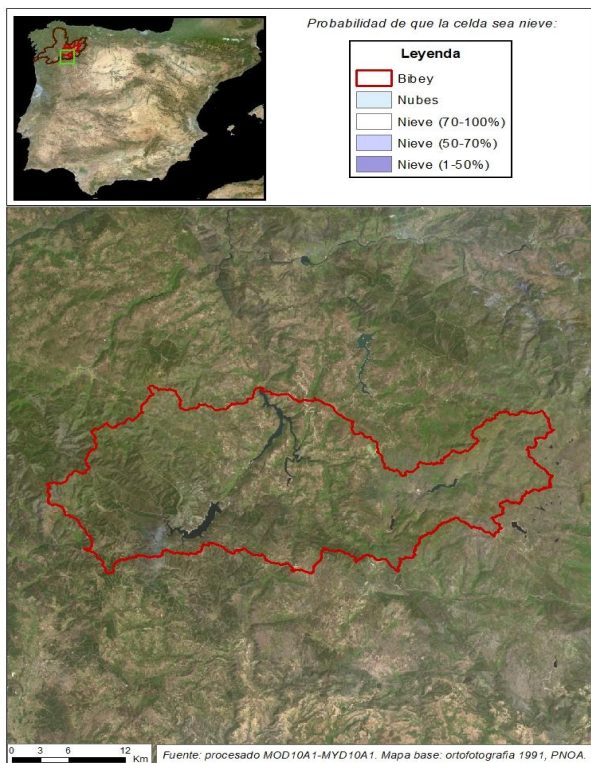 Probabilidad de que la celda sea nieve:
Leyenda
Bibey
Nubes
Nieve (70-100%)
Nieve (50-70%)
Nieve (1-50%)
0 3 6 12
Km
Fuente: procesado MOD10A1-MYD10A1. Mapa base: ortofotografia 1991, PNOA.